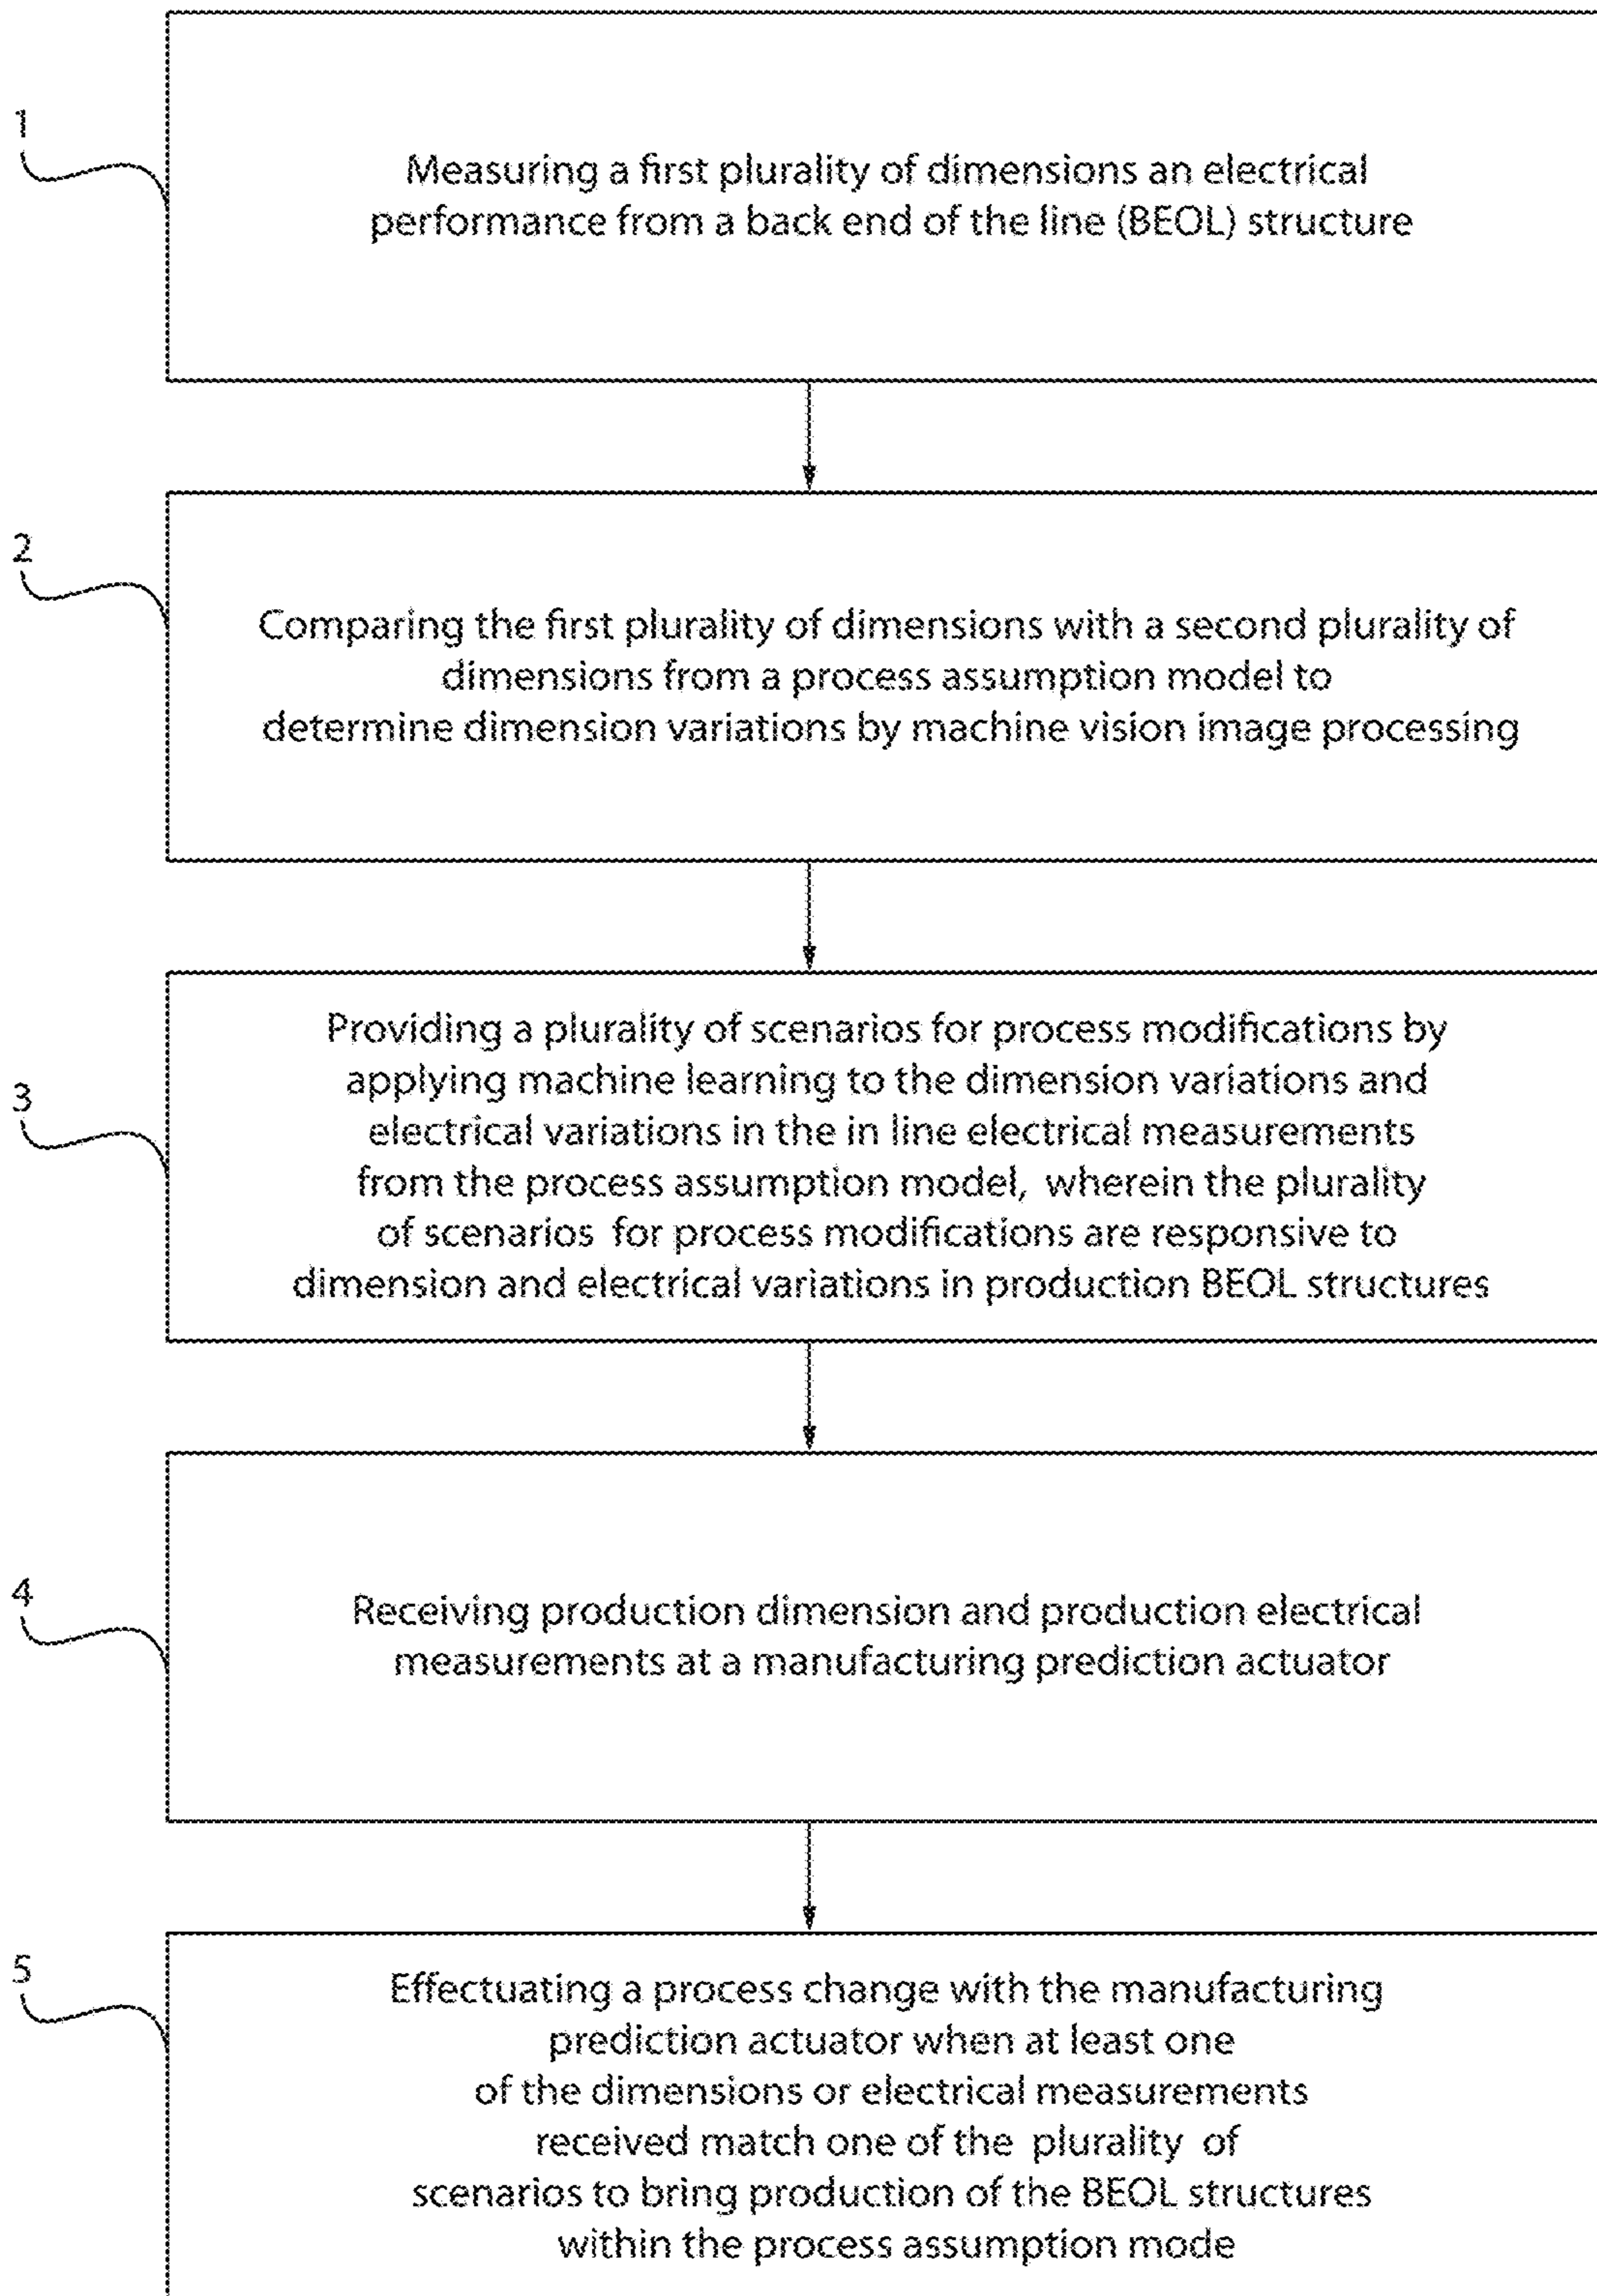 1
Measuring a first plurality of dimensions an electrical
performance from a back end of the line (BEOL) structure
2
Comparing the first plurality of dimensions with a second plurality of
dimensions from a process assumption model to
determine dimension variations by machine vision image processing
3
Providing a plurality of scenarios for process modifications by
applying machine learning to the dimension variations and
electrical variations in the in line electrical measurements
from the process assumption model, wherein the plurality
of scenarios for process modifications are responsive to
dimension and electrical variations in production BEOL structures
4
Receiving production dimension and production electrical
measurements at a manufacturing prediction actuator
5
Effectuating a process change with the manufacturing
prediction actuator when at least one
of the dimensions or electrical measurements
received match one of the plurality of
scenarios to bring production of the BEOL structures
within the process assumption mode